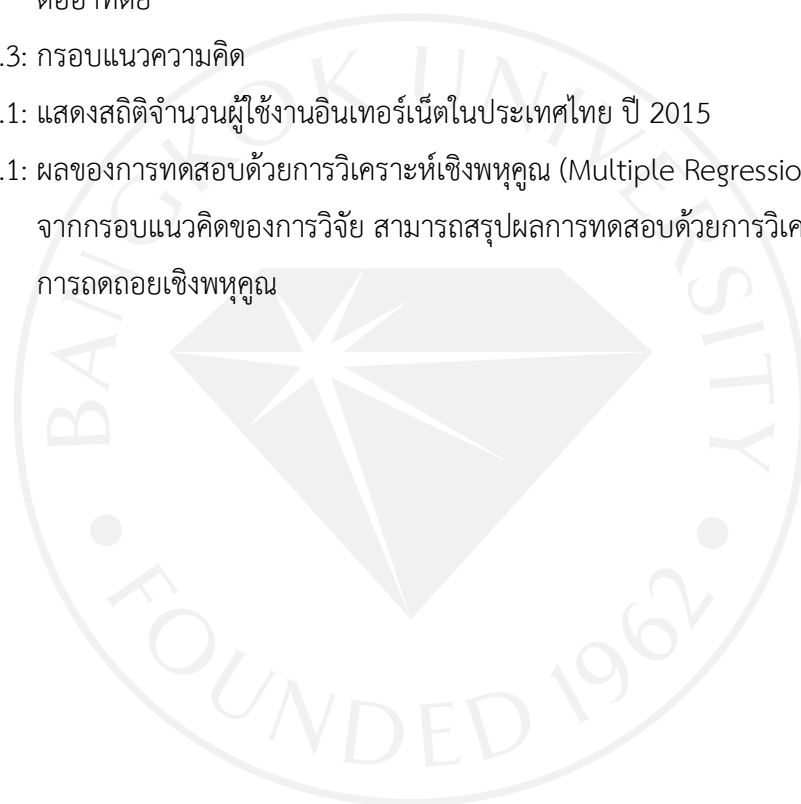 .3: กรอบแนวความคิด
.1: แสดงสถิติจำนวนผู้ใช้งานอินเทอร์เน็ตในประเทศไทย ปี 2015
.1: ผลของการทดสอบด้วยการวิเคราะห์เชิงพหุคูณ (Multiple Regressio
จากกรอบแนวคิดของการวิจัย สามารถสรุปผลการทดสอบด้วยการวิเค
การถดถอยเชิงพหุคูณ
BANGKOK UNIVERSITY
• FOUNDED 1962 •